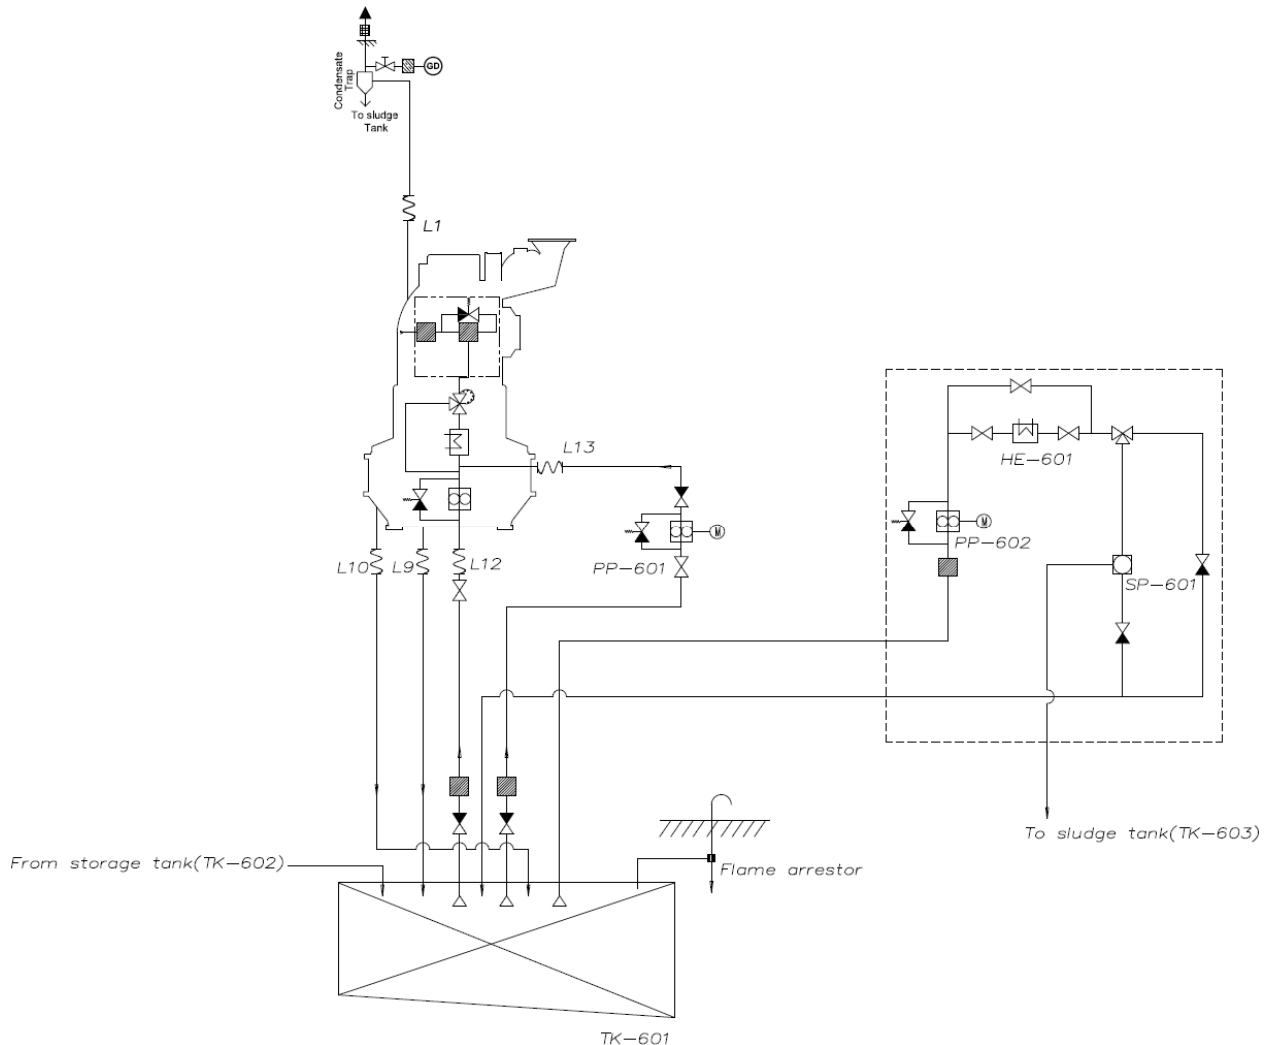 GD
Condensate
Trap
To sludge
Tank
L1
L13
HE-601
M
PP-602
M
PP-601
SP-601
L10
L9
L12
To sludge tank(TK-603)
From storage tank(TK-602)
Flame arrestor
TK-601